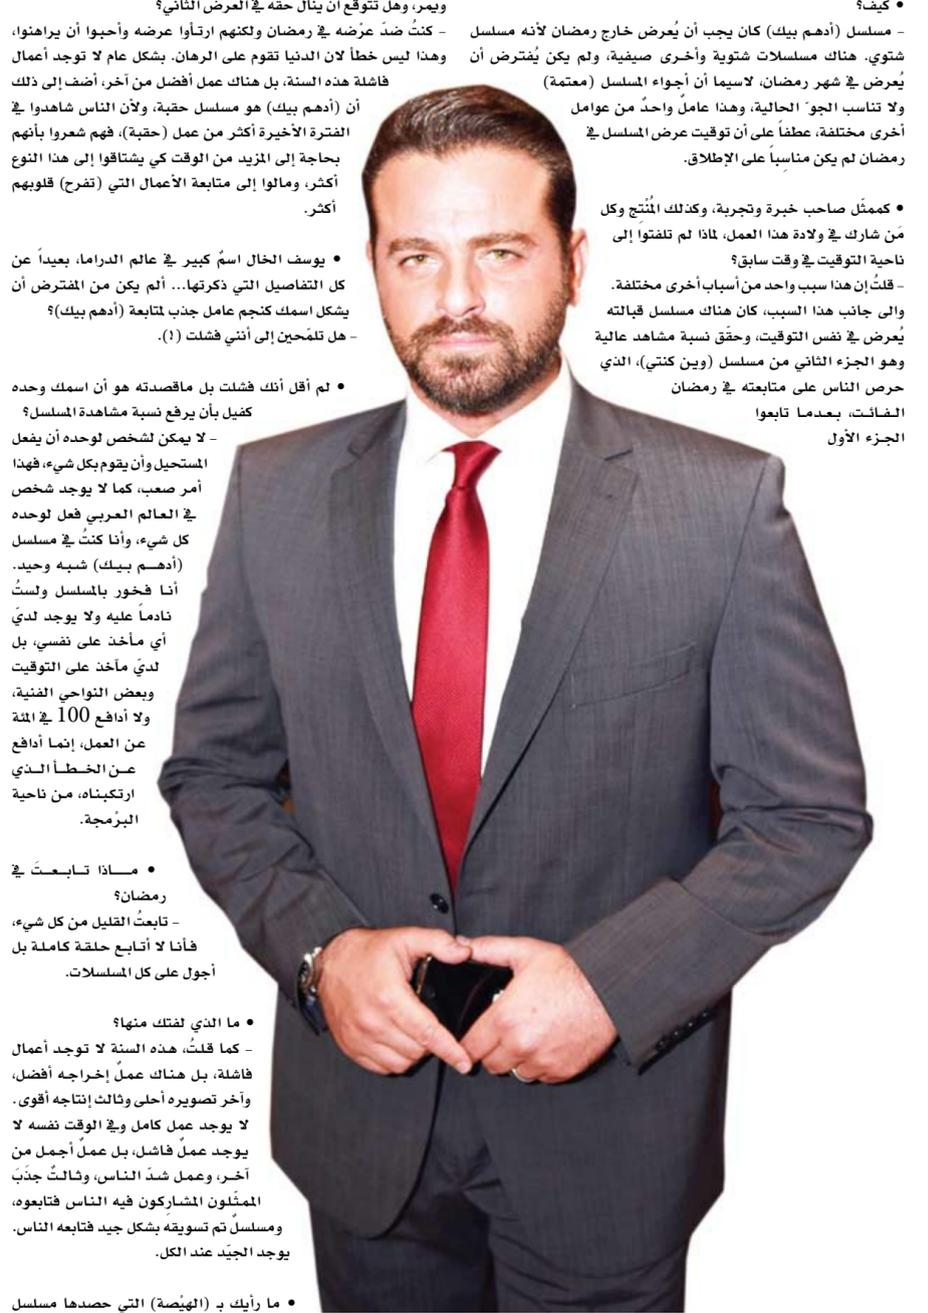 ● كيف؟
– مسلسل (أدهم بيك) كان يجب أن يُعرض خارج رمضان لأنه مسلسل
شتوي. هناك مسلسلات شتوية وأخرى صيفية، ولم يكن يُفترض أن
يُعرض في شهر رمضان، لاسيما أن أجواء المسلسل (معتمة)
ولا تناسب الجوّ الحالية، وهذا عاملٌ واحدٌ من عوامل
أخرى مختلفة، عطفاً على أن توقيت عرض المسلسل في
رمضان لم يكن مناسِباً على الإطلاق.
● كممثّل صاحب خبرة وتجربة، وكذلك المُنْتِج وكل
مَن شارك في ولادة هذا العمل، لماذا لم تلفتوا إلى
ناحية التوقيت في وقت سابق؟
– قلتُ إن هذا سبب واحد من أسباب أخرى مختلفة.
والى جانب هذا السبب، كان هناك مسلسل قبالته
يُعرض في نفس التوقيت، وحقّق نسبة مشاهد عالية
وهو الجزء الثاني من مسلسل (وين كنتي)، الذي
حرص الناس على متابعته في رمضان
الفائت، بعدما تابعوا
الجزء الأول
ويمر، وهل تتوقع أن ينال حقه في العرض الثاني؟
– كنتُ ضدّ عرْضه في رمضان ولكنهم ارتأوا عرضه وأحبوا أن يراهنوا،
وهذا ليس خطأ لان الدنيا تقوم على الرهان. بشكل عام لا توجد أعمال
فاشلة هذه السنة، بل هناك عمل أفضل من آخر، أضف إلى ذلك
أن (أدهم بيك) هو مسلسل حقبة، ولأن الناس شاهدوا في
الفترة الأخيرة أكثر من عمل (حقبة)، فهم شعروا بأنهم
بحاجة إلى المزيد من الوقت كي يشتاقوا إلى هذا النوع
أكثر، ومالوا إلى متابعة الأعمال التي (تفرح) قلوبهم
أكثر.
● يوسف الخال اسمٌ كبير في عالم الدراما، بعيداً عن
كل التفاصيل التي ذكرتها... ألم يكن من المفترض أن
يشكل اسمك كنجم عامل جذب لمتابعة (أدهم بيك)؟
– هل تلمّحين إلى أنني فشلت (؟).
● لم أقل أنك فشلت بل ماقصدته هو أن اسمك وحده
كفيل بأن يرفع نسبة مشاهدة المسلسل؟
– لا يمكن لشخص لوحده أن يفعل
المستحيل وأن يقوم بكل شيء، فهذا
أمر صعب، كما لا يوجد شخص
في العالم العربي فعل لوحده
كل شيء، وأنا كنتُ في مسلسل
(أدهم بيك) شبه وحيد.
أنا فخور بالمسلسل ولستُ
نادماً عليه ولا يوجد لديّ
أي مأخذ على نفسي، بل
لديّ مآخذ على التوقيت
وبعض النواحي الفنية،
ولا أدافع 100 في المئة
عن العمل، إنما أدافع
عن الخطأ الذي
ارتكبناه، من ناحية
البرْمجة.
● ماذا تابعتَ في
رمضان؟
– تابعتُ القليل من كل شيء،
فأنا لا أتابع حلقة كاملة بل
أجول على كل المسلسلات.
● ما الذي لفتك منها؟
– كما قلتُ، هذه السنة لا توجد أعمال
فاشلة، بل هناك عملٌ إخراجه أفضل،
وآخر تصويره أحلى وثالث إنتاجه أقوى.
لا يوجد عمل كامل وفي الوقت نفسه لا
يوجد عملٌ فاشل، بل عملٌ أجمل من
آخر، وعمل شدّ الناس، وثالثٌ جذَبَ
الممثّلون المشاركون فيه الناس فتابعوه،
ومسلسلٌ تم تسويقه بشكل جيد فتابعه الناس.
يوجد الجيّد عند الكل.
● ما رأيك بـ (الهيْصة) التي حصدها مسلسل